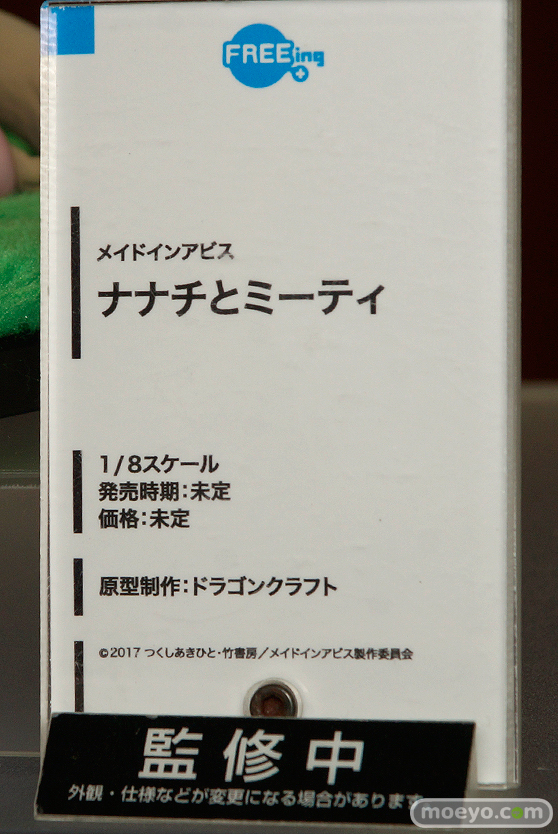 FREEing
メイドインアビス
ナナチとミーティ
1/8スケール
発売時期:未定
価格:未定
原型制作:ドラゴンクラフト
©2017 つくしあきひと・竹書房／メイドインアビス製作委員会
監修中
外観・仕様などが変更になる場合があります
moeyo.com